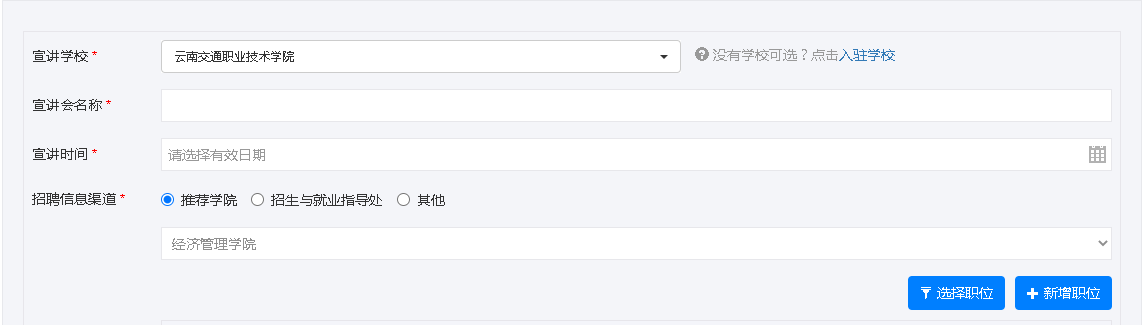 宣讲学校 * 云南交通职业技术学院 没有学校可选？点击入驻学校
宣讲会名称 *
宣讲时间 * 请选择有效日期
招聘信息渠道 * 推荐学院 招生与就业指导处 其他
经济管理学院
选择职位 新增职位